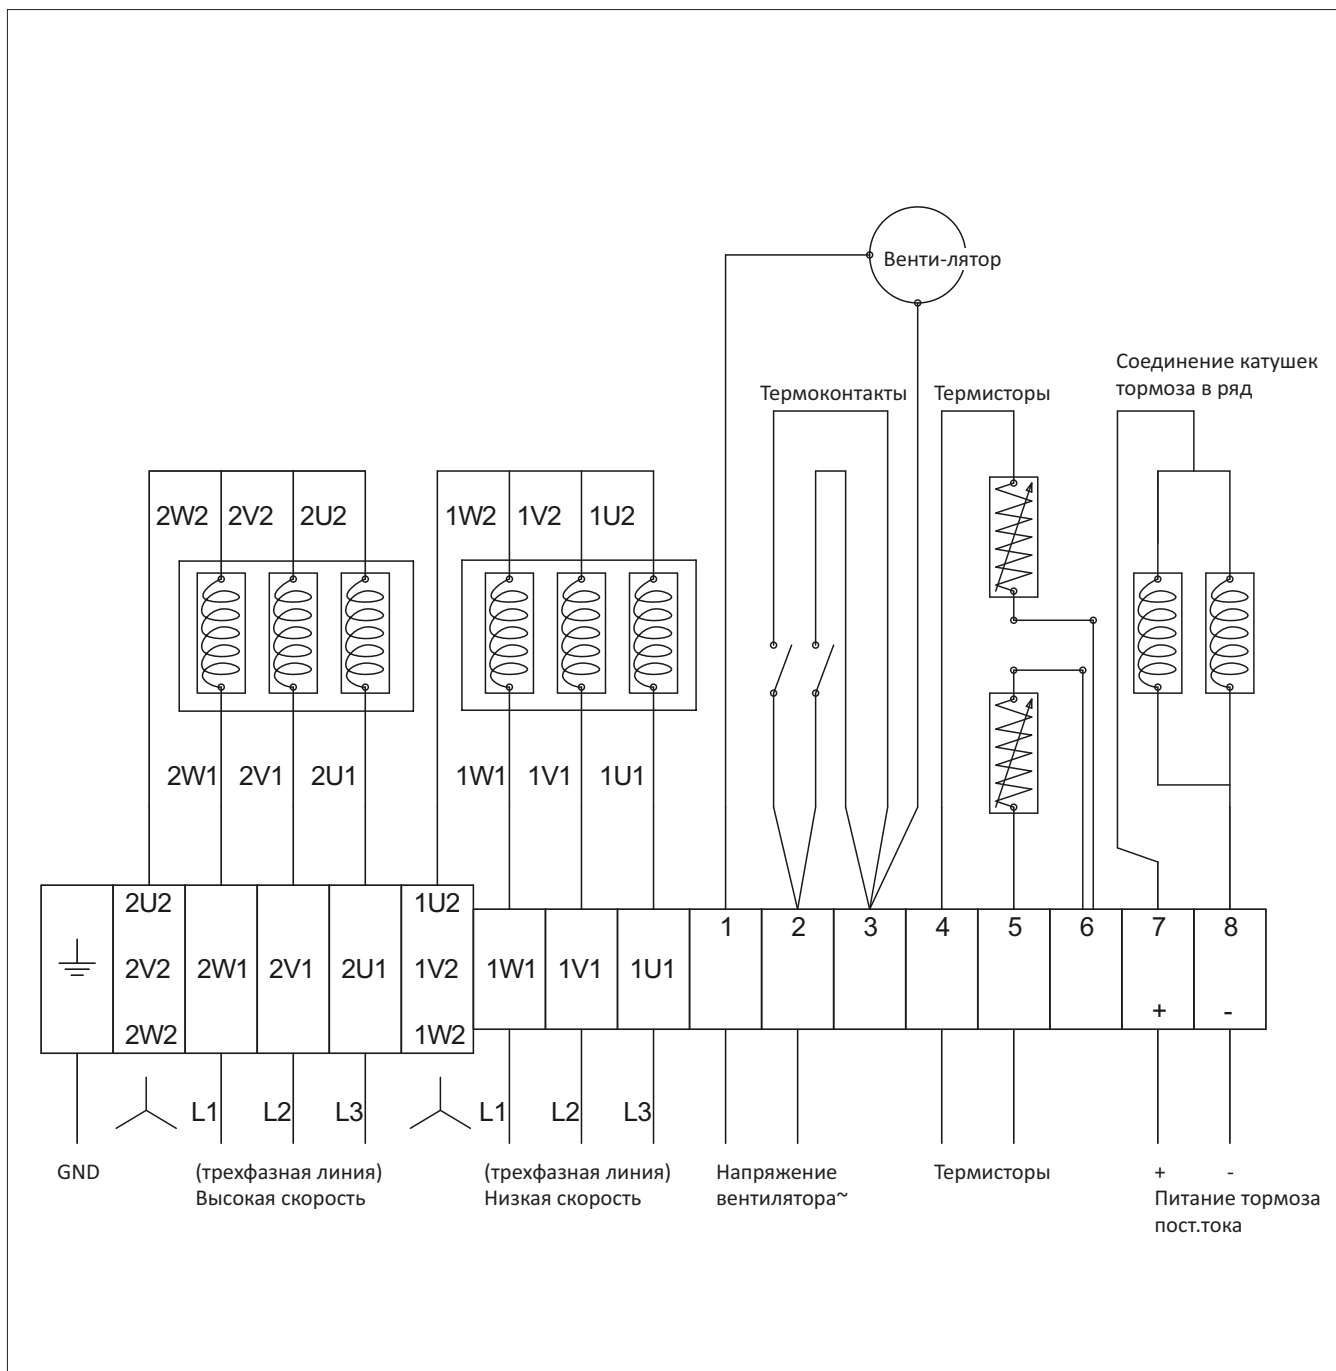 Венти-лятор
Соединение катушек
тормоза в ряд
Термоконтакты
Термисторы
2W2 2V2 2U2
1W2 1V2 1U2
2W1 2V1 2U1
1W1 1V1 1U1
2U2
2V2
2W2
2W1 2V1 2U1
1U2
1V2
1W2
1W1 1V1 1U1
1 2 3 4 5 6 7 8
+ -
L1 L2 L3
L1 L2 L3
GND
(трехфазная линия)
Высокая скорость
(трехфазная линия)
Низкая скорость
Напряжение
вентилятора~
Термисторы
+ -
Питание тормоза
пост.тока